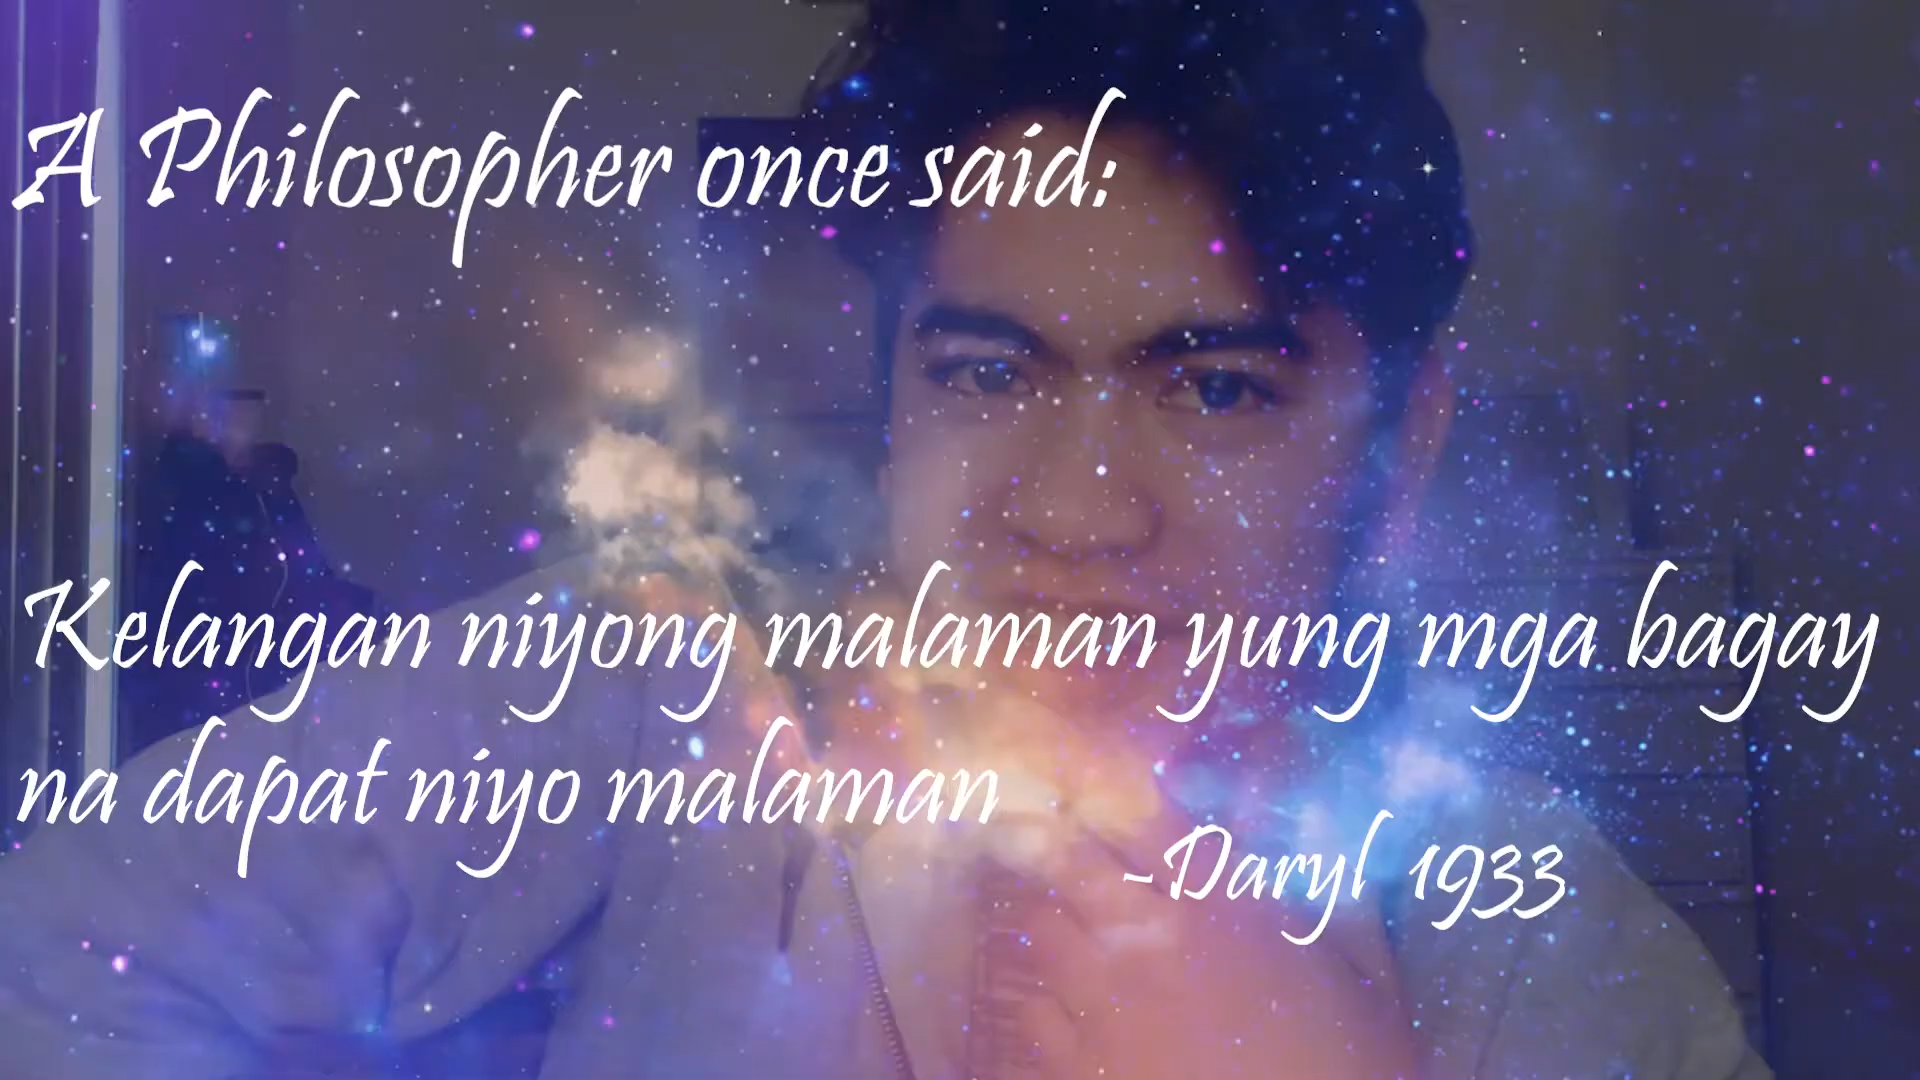 A Philosopher once said:
Kelangan niyong malaman yung mga bagay
na dapat niyo malaman
-Daryl 1933